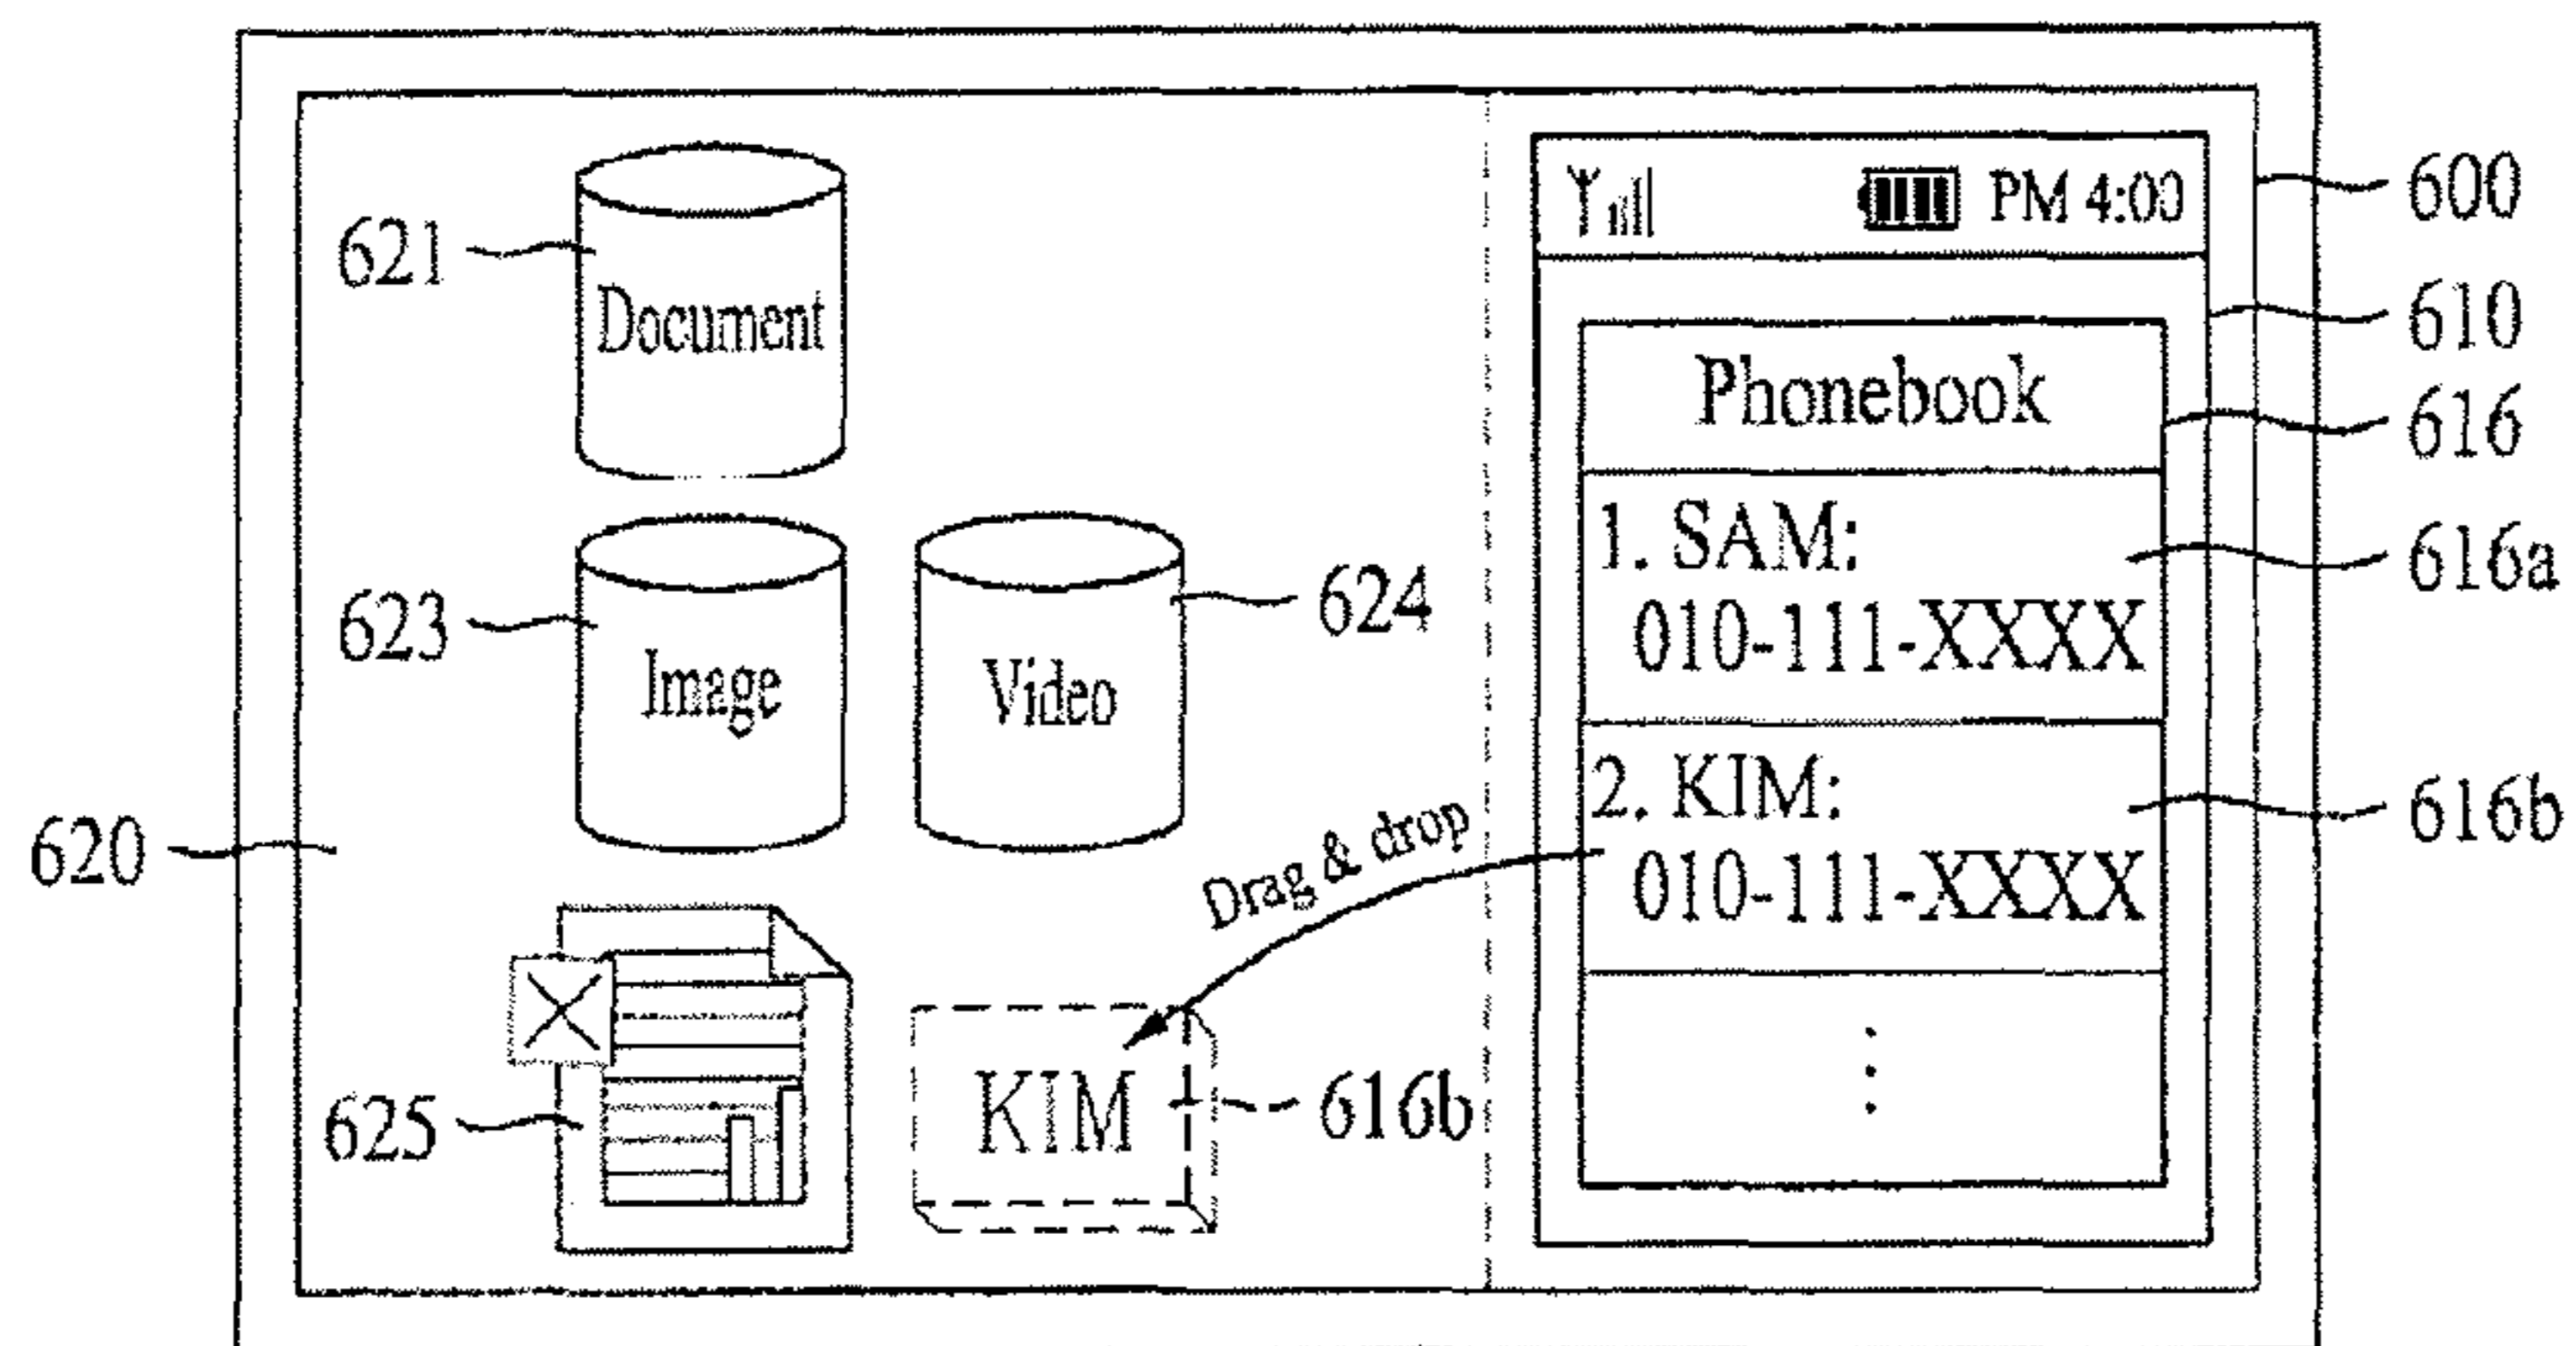 PM 4:00
600
621
Document
610
Phonebook
616
1. SAM:
010-111-XXXX
616a
623
Image
624
Video
2. KIM:
010-111-XXXX
616b
620
Drag & drop
625
KIM
616b